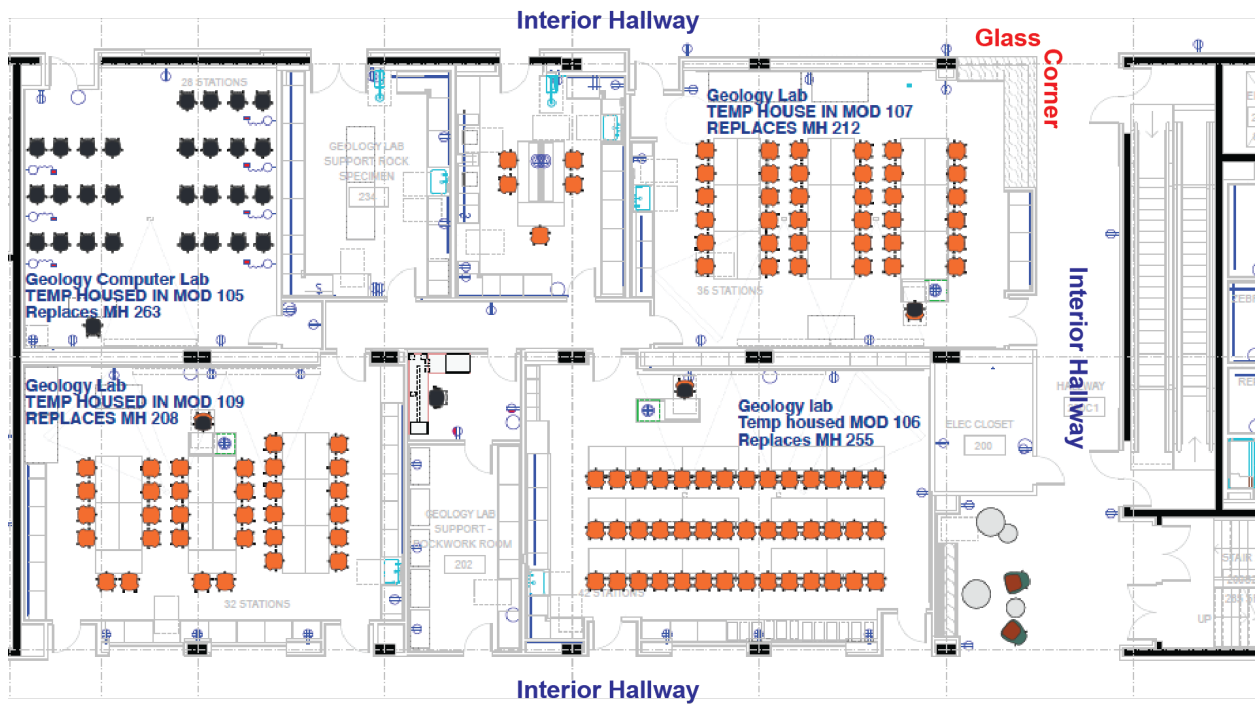 Interior Hallway
Glass
Corner
28 STATIONS
Geology Lab
TEMP HOUSE IN MOD 107
REPLACES MH 212
GEOLOGY LAB
SUPPORT ROCK
SPECIMEN
234
Geology Computer Lab
TEMP HOUSED IN MOD 105
Replaces MH 263
36 STATIONS
Interior Hallway
Geology Lab
TEMP HOUSED IN MOD 109
REPLACES MH 208
Geology lab
Temp housed MOD 106
Replaces MH 255
ELEC CLOSET
200
GEOLOGY LAB
SUPPORT -
ROCKWORK ROOM
202
32 STATIONS
42 STATIONS
STAIR
UP
Interior Hallway